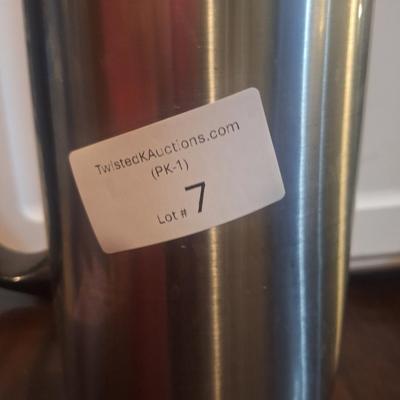 TwistedKAuctions.com
(PK-1)
Lot # 7